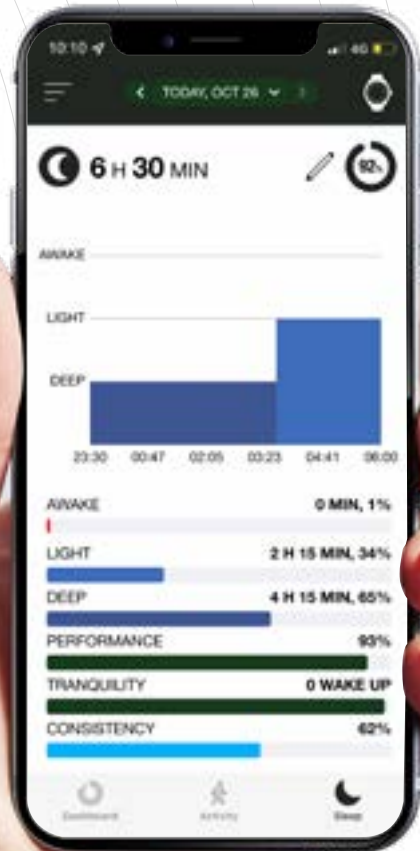 10:10 4G
TODAY, OCT 26
6 H 30 MIN 92%
AWAKE
LIGHT
DEEP
23:30 00:47 02:05 03:23 04:41 06:00
AWAKE 0 MIN, 1%
LIGHT 2 H 15 MIN, 34%
DEEP 4 H 15 MIN, 65%
PERFORMANCE 93%
TRANQUILITY 0 WAKE UP
CONSISTENCY 62%
Dashboard Activity Sleep